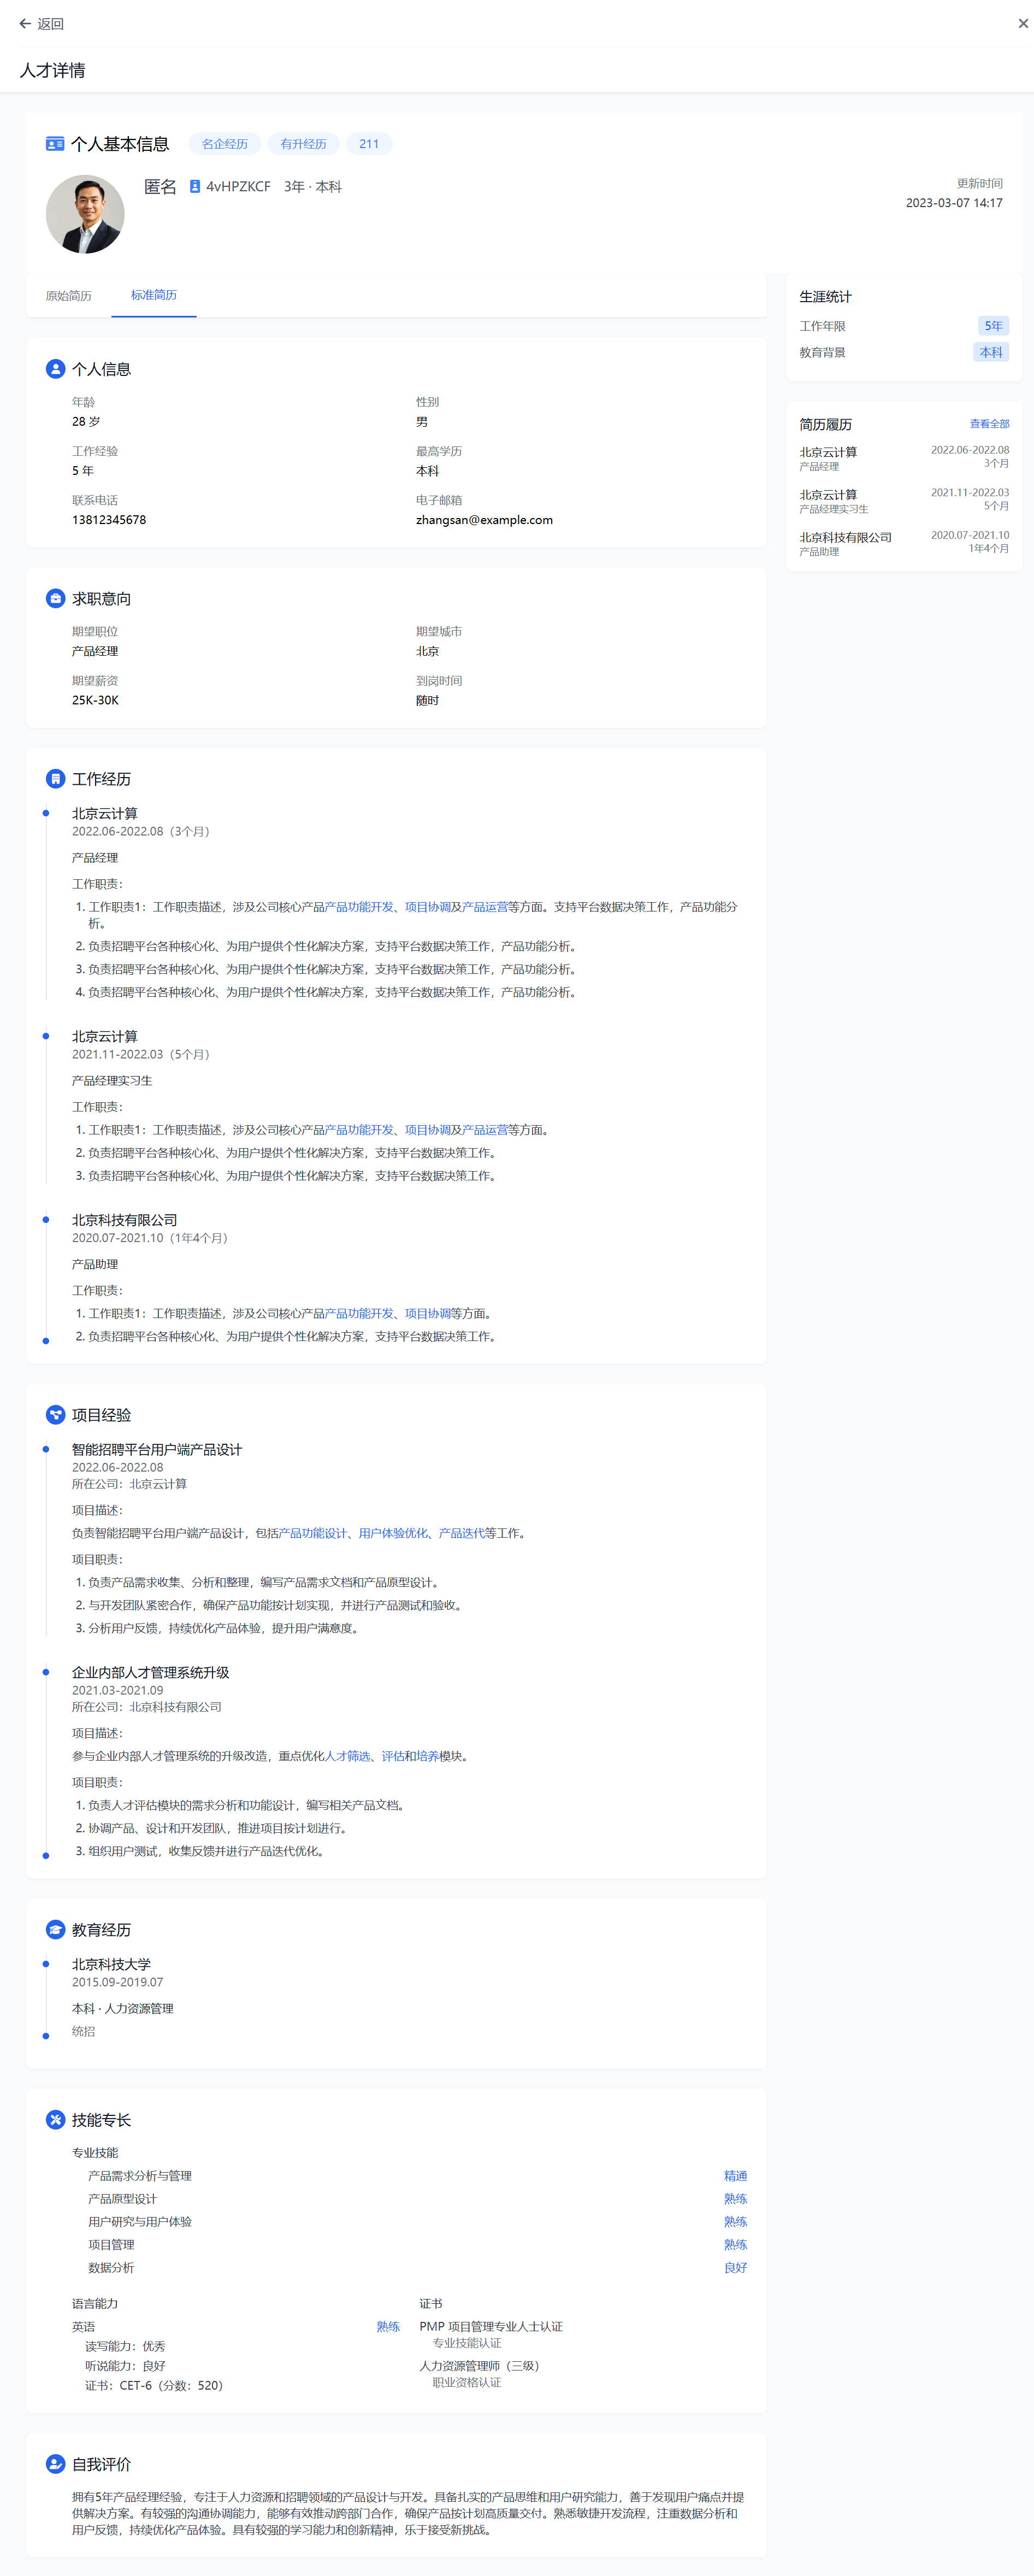 返回
人才详情
个人基本信息 名企经历 有升经历 211
匿名 4vHPZKCF 3年 · 本科
更新时间
2023-03-07 14:17
原始简历 标准简历
个人信息
年龄 性别
28 岁 男
工作经验 最高学历
5 年 本科
联系电话 电子邮箱
13812345678 zhangsan@example.com
求职意向
期望职位 期望城市
产品经理 北京
期望薪资 到岗时间
25K-30K 随时
工作经历
北京云计算
2022.06-2022.08（3个月）
产品经理
工作职责：
1. 工作职责1：工作职责描述，涉及公司核心产品产品功能开发、项目协调及产品运营等方面。支持平台数据决策工作，产品功能分
析。
2. 负责招聘平台各种核心化、为用户提供个性化解决方案，支持平台数据决策工作，产品功能分析。
3. 负责招聘平台各种核心化、为用户提供个性化解决方案，支持平台数据决策工作，产品功能分析。
4. 负责招聘平台各种核心化、为用户提供个性化解决方案，支持平台数据决策工作，产品功能分析。
北京云计算
2021.11-2022.03（5个月）
产品经理实习生
工作职责：
1. 工作职责1：工作职责描述，涉及公司核心产品产品功能开发、项目协调及产品运营等方面。
2. 负责招聘平台各种核心化、为用户提供个性化解决方案，支持平台数据决策工作。
3. 负责招聘平台各种核心化、为用户提供个性化解决方案，支持平台数据决策工作。
北京科技有限公司
2020.07-2021.10（1年4个月）
产品助理
工作职责：
1. 工作职责1：工作职责描述，涉及公司核心产品产品功能开发、项目协调等方面。
2. 负责招聘平台各种核心化、为用户提供个性化解决方案，支持平台数据决策工作。
项目经验
智能招聘平台用户端产品设计
2022.06-2022.08
所在公司：北京云计算
项目描述：
负责智能招聘平台用户端产品设计，包括产品功能设计、用户体验优化、产品迭代等工作。
项目职责：
1. 负责产品需求收集、分析和整理，编写产品需求文档和产品原型设计。
2. 与开发团队紧密合作，确保产品功能按计划实现，并进行产品测试和验收。
3. 分析用户反馈，持续优化产品体验，提升用户满意度。
企业内部人才管理系统升级
2021.03-2021.09
所在公司：北京科技有限公司
项目描述：
参与企业内部人才管理系统的升级改造，重点优化人才筛选、评估和培养模块。
项目职责：
1. 负责人才评估模块的需求分析和功能设计，编写相关产品文档。
2. 协调产品、设计和开发团队，推进项目按计划进行。
3. 组织用户测试，收集反馈并进行产品迭代优化。
教育经历
北京科技大学
2015.09-2019.07
本科 · 人力资源管理
统招
技能专长
专业技能
产品需求分析与管理 精通
产品原型设计 熟练
用户研究与用户体验 熟练
项目管理 熟练
数据分析 良好
语言能力
英语 熟练
读写能力：优秀
听说能力：良好
证书：CET-6（分数：520）
证书
PMP 项目管理专业人士认证
专业技能认证
人力资源管理师（三级）
职业资格认证
自我评价
拥有5年产品经理经验，专注于人力资源和招聘领域的产品设计与开发。具备扎实的产品思维和用户研究能力，善于发现用户痛点并提
供解决方案。有较强的沟通协调能力，能够有效推动跨部门合作，确保产品按计划高质量交付。熟悉敏捷开发流程，注重数据分析和
用户反馈，持续优化产品体验。具有较强的学习能力和创新精神，乐于接受新挑战。
生涯统计
工作年限 5年
教育背景 本科
简历履历 查看全部
北京云计算 2022.06-2022.08
产品经理 3个月
北京云计算 2021.11-2022.03
产品经理实习生 5个月
北京科技有限公司 2020.07-2021.10
产品助理 1年4个月